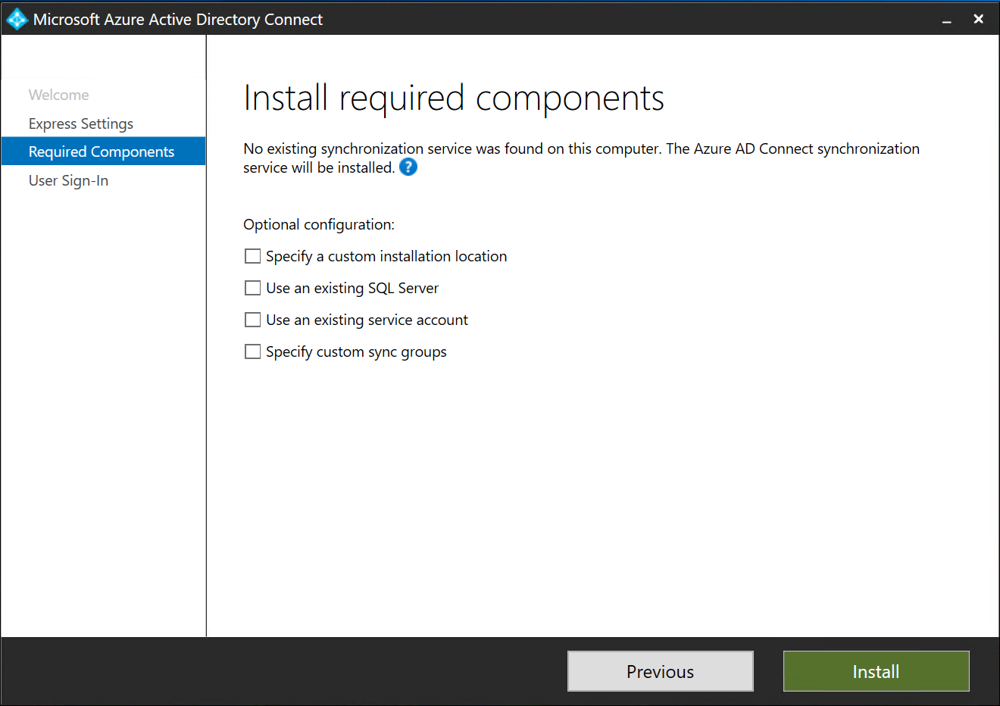 Microsoft Azure Active Directory Connect
Welcome
Express Settings
Required Components
User Sign-In
Install required components
No existing synchronization service was found on this computer. The Azure AD Connect synchronization
service will be installed. ?
Optional configuration:
Specify a custom installation location
Use an existing SQL Server
Use an existing service account
Specify custom sync groups
Previous
Install